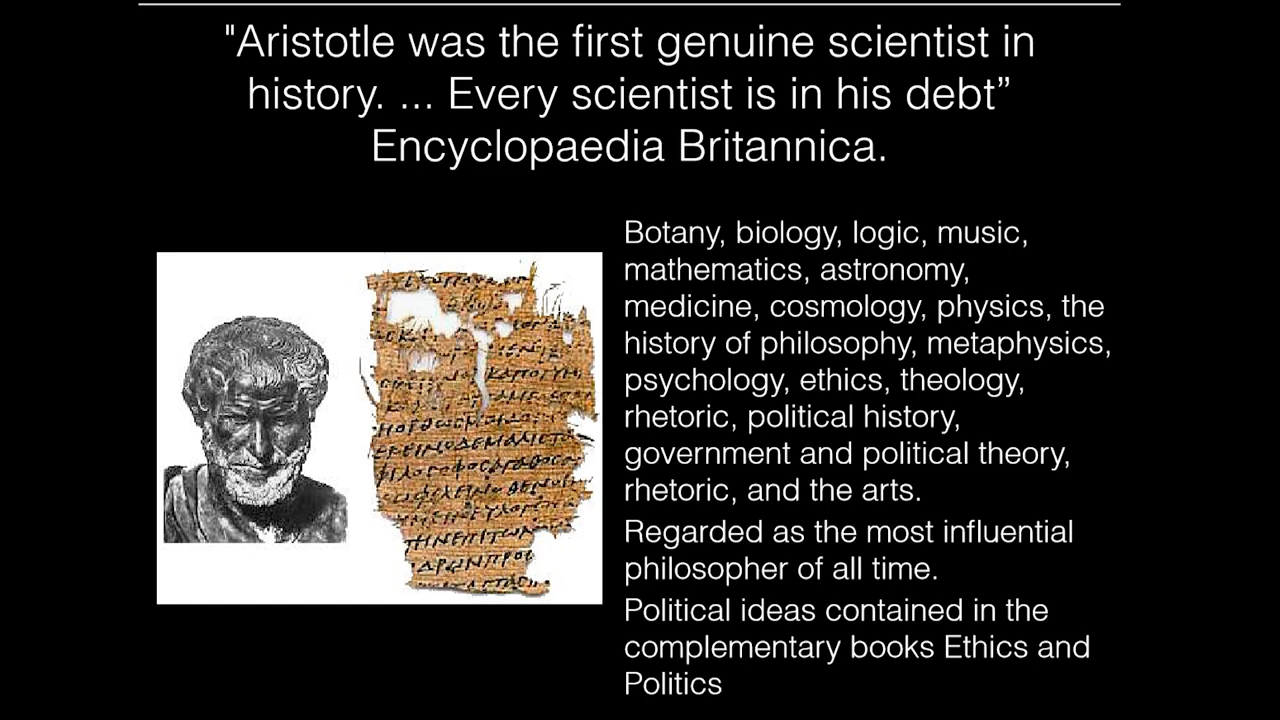 "Aristotle was the first genuine scientist in
history. ... Every scientist is in his debt”
Encyclopaedia Britannica.
Botany, biology, logic, music,
mathematics, astronomy,
medicine, cosmology, physics, the
history of philosophy, metaphysics,
psychology, ethics, theology,
rhetoric, political history,
government and political theory,
rhetoric, and the arts.
Regarded as the most influential
philosopher of all time.
Political ideas contained in the
complementary books Ethics and
Politics